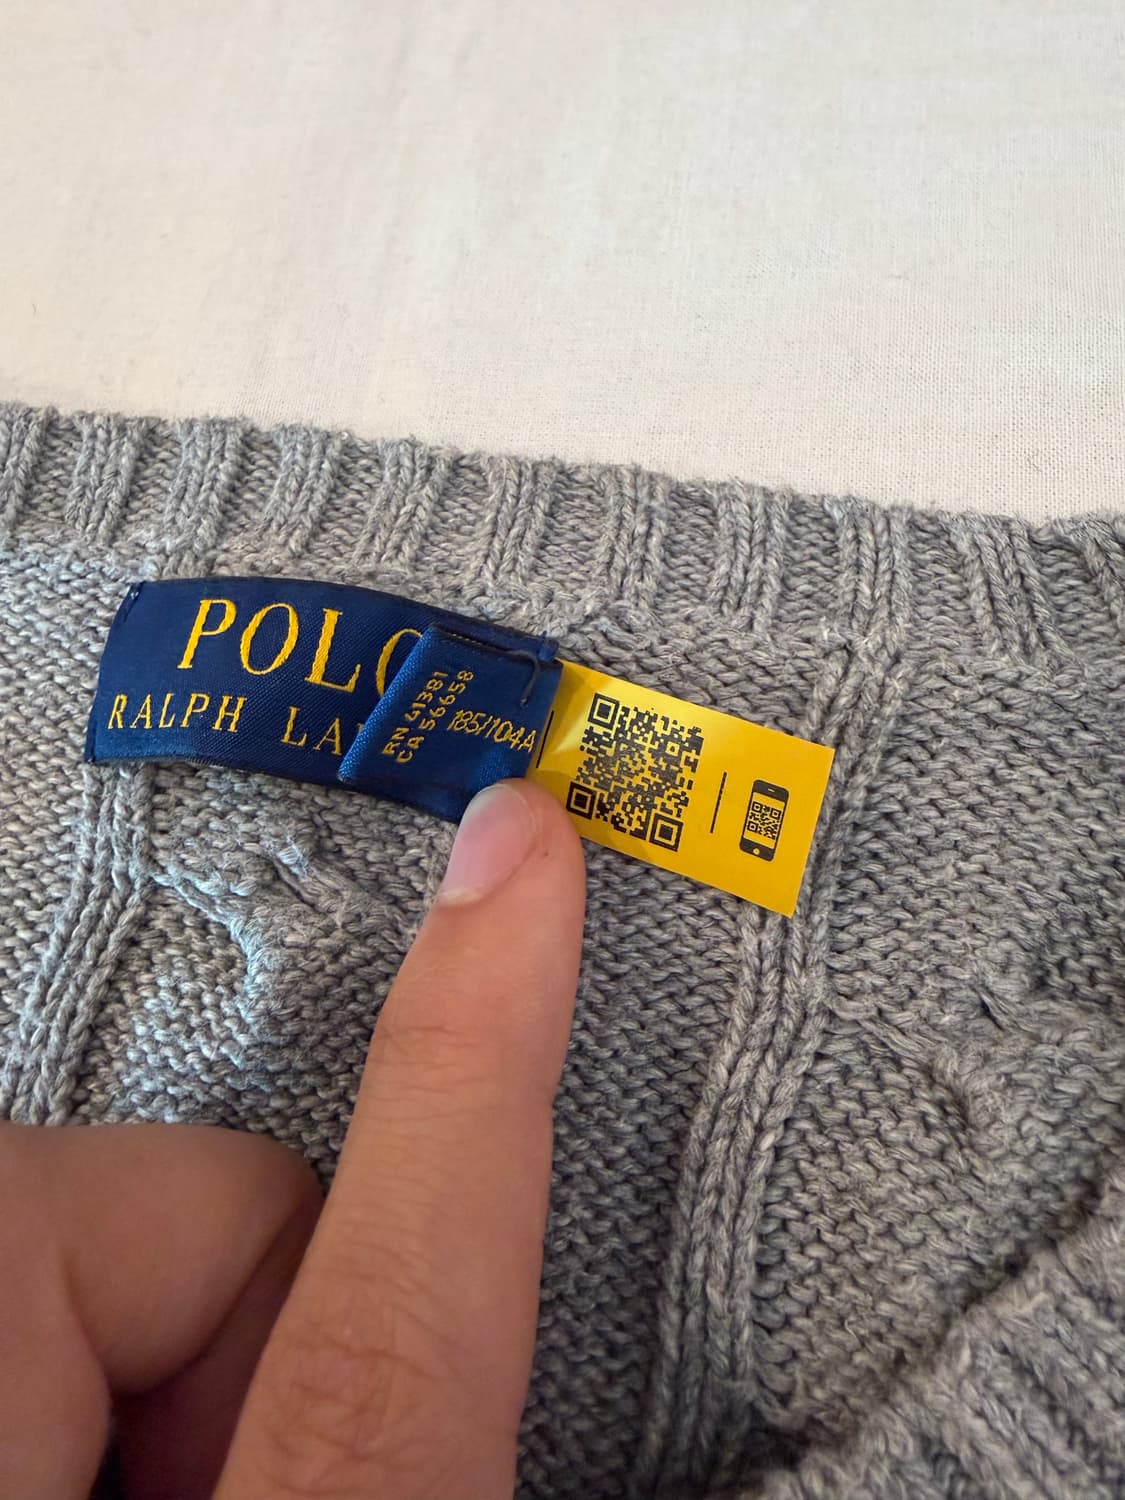 POLO
RALPH LA
RN 41381
CA 56658
185/104A